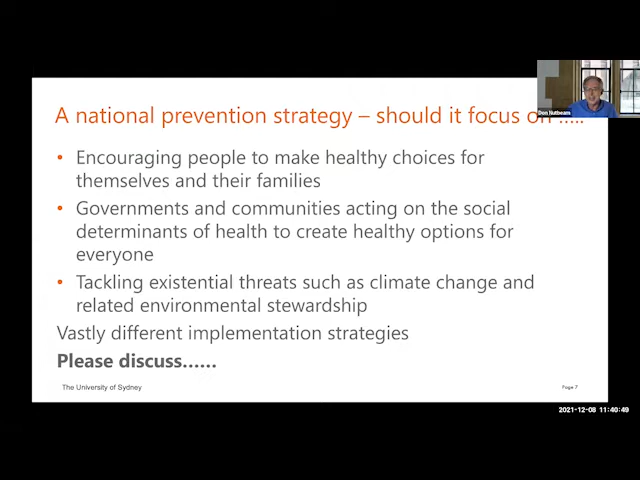 A national prevention strategy – should it focus on …..
Don Nutbeam
• Encouraging people to make healthy choices for
themselves and their families
• Governments and communities acting on the social
determinants of health to create healthy options for
everyone
• Tackling existential threats such as climate change and
related environmental stewardship
Vastly different implementation strategies
Please discuss……
The University of Sydney
Page 7
2021-12-08 11:40:49